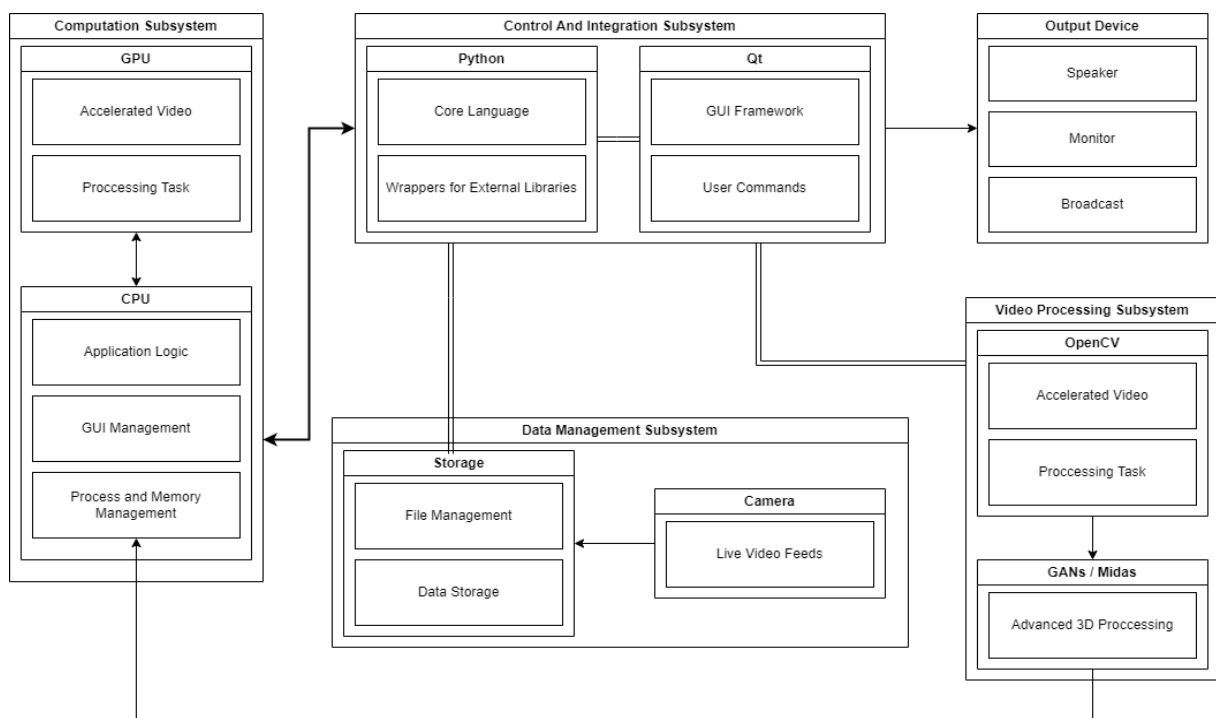 Computation Subsystem
GPU
Accelerated Video
Proccessing Task
CPU
Application Logic
GUI Management
Process and Memory
Management
Control And Integration Subsystem
Python
Core Language
Wrappers for External Libraries
Qt
GUI Framework
User Commands
Output Device
Speaker
Monitor
Broadcast
Data Management Subsystem
Storage
File Management
Data Storage
Camera
Live Video Feeds
Video Processing Subsystem
OpenCV
Accelerated Video
Proccessing Task
GANs / Midas
Advanced 3D Proccessing